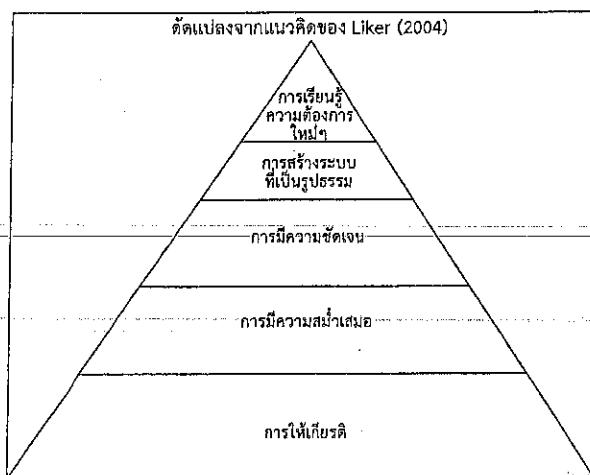 ดัดแปลงจากแนวคิดของ Liker (2004)
การเรียนรู้
ความต้องการ
ใหม่ๆ
การสร้างระบบ
ที่เป็นรูปธรรม
การมีความชัดเจน
การมีความสม่ำเสมอ
การให้เกียรติ